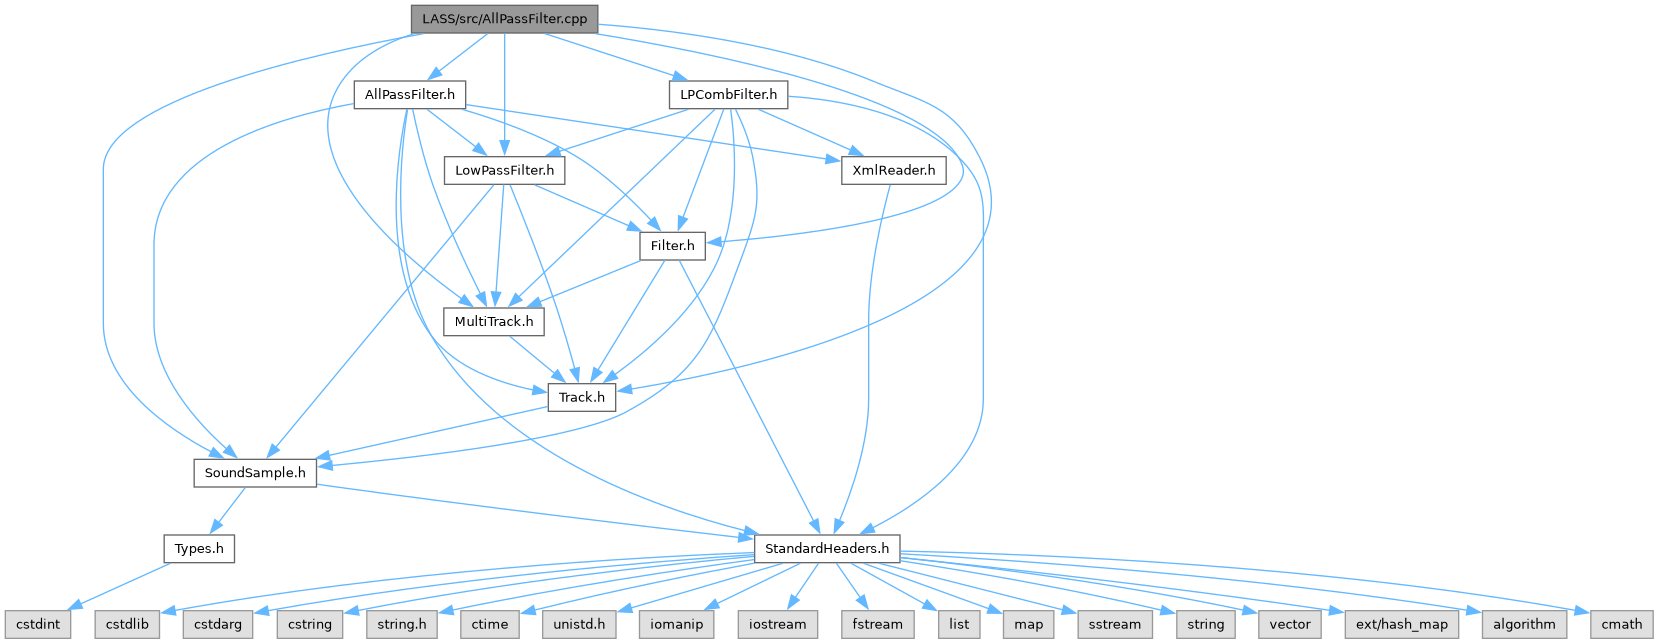 LASS/src/AllPassFilter.cpp
AllPassFilter.h
LPCombFilter.h
LowPassFilter.h
XmlReader.h
Filter.h
MultiTrack.h
Track.h
SoundSample.h
Types.h
StandardHeaders.h
cstdint
cstdlib
cstdarg
cstring
string.h
ctime
unistd.h
iomanip
iostream
fstream
list
map
sstream
string
vector
ext/hash_map
algorithm
cmath